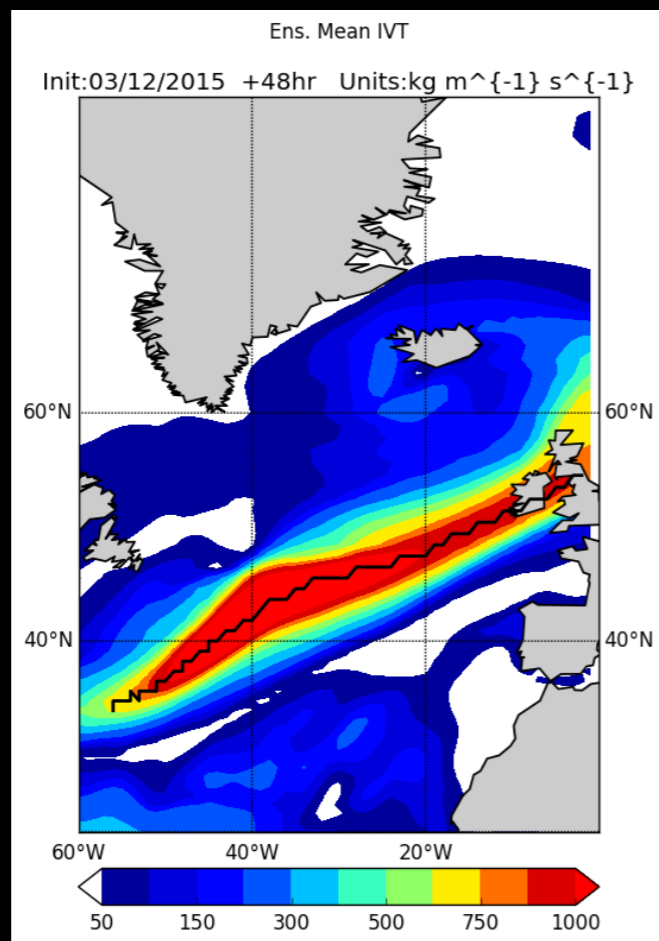 Ens. Mean IVT
Init:03/12/2015 +48hr Units:kg m^{-1} s^{-1}
60°N 60°N
40°N 40°N
60°W 40°W 20°W
50 150 300 500 750 1000